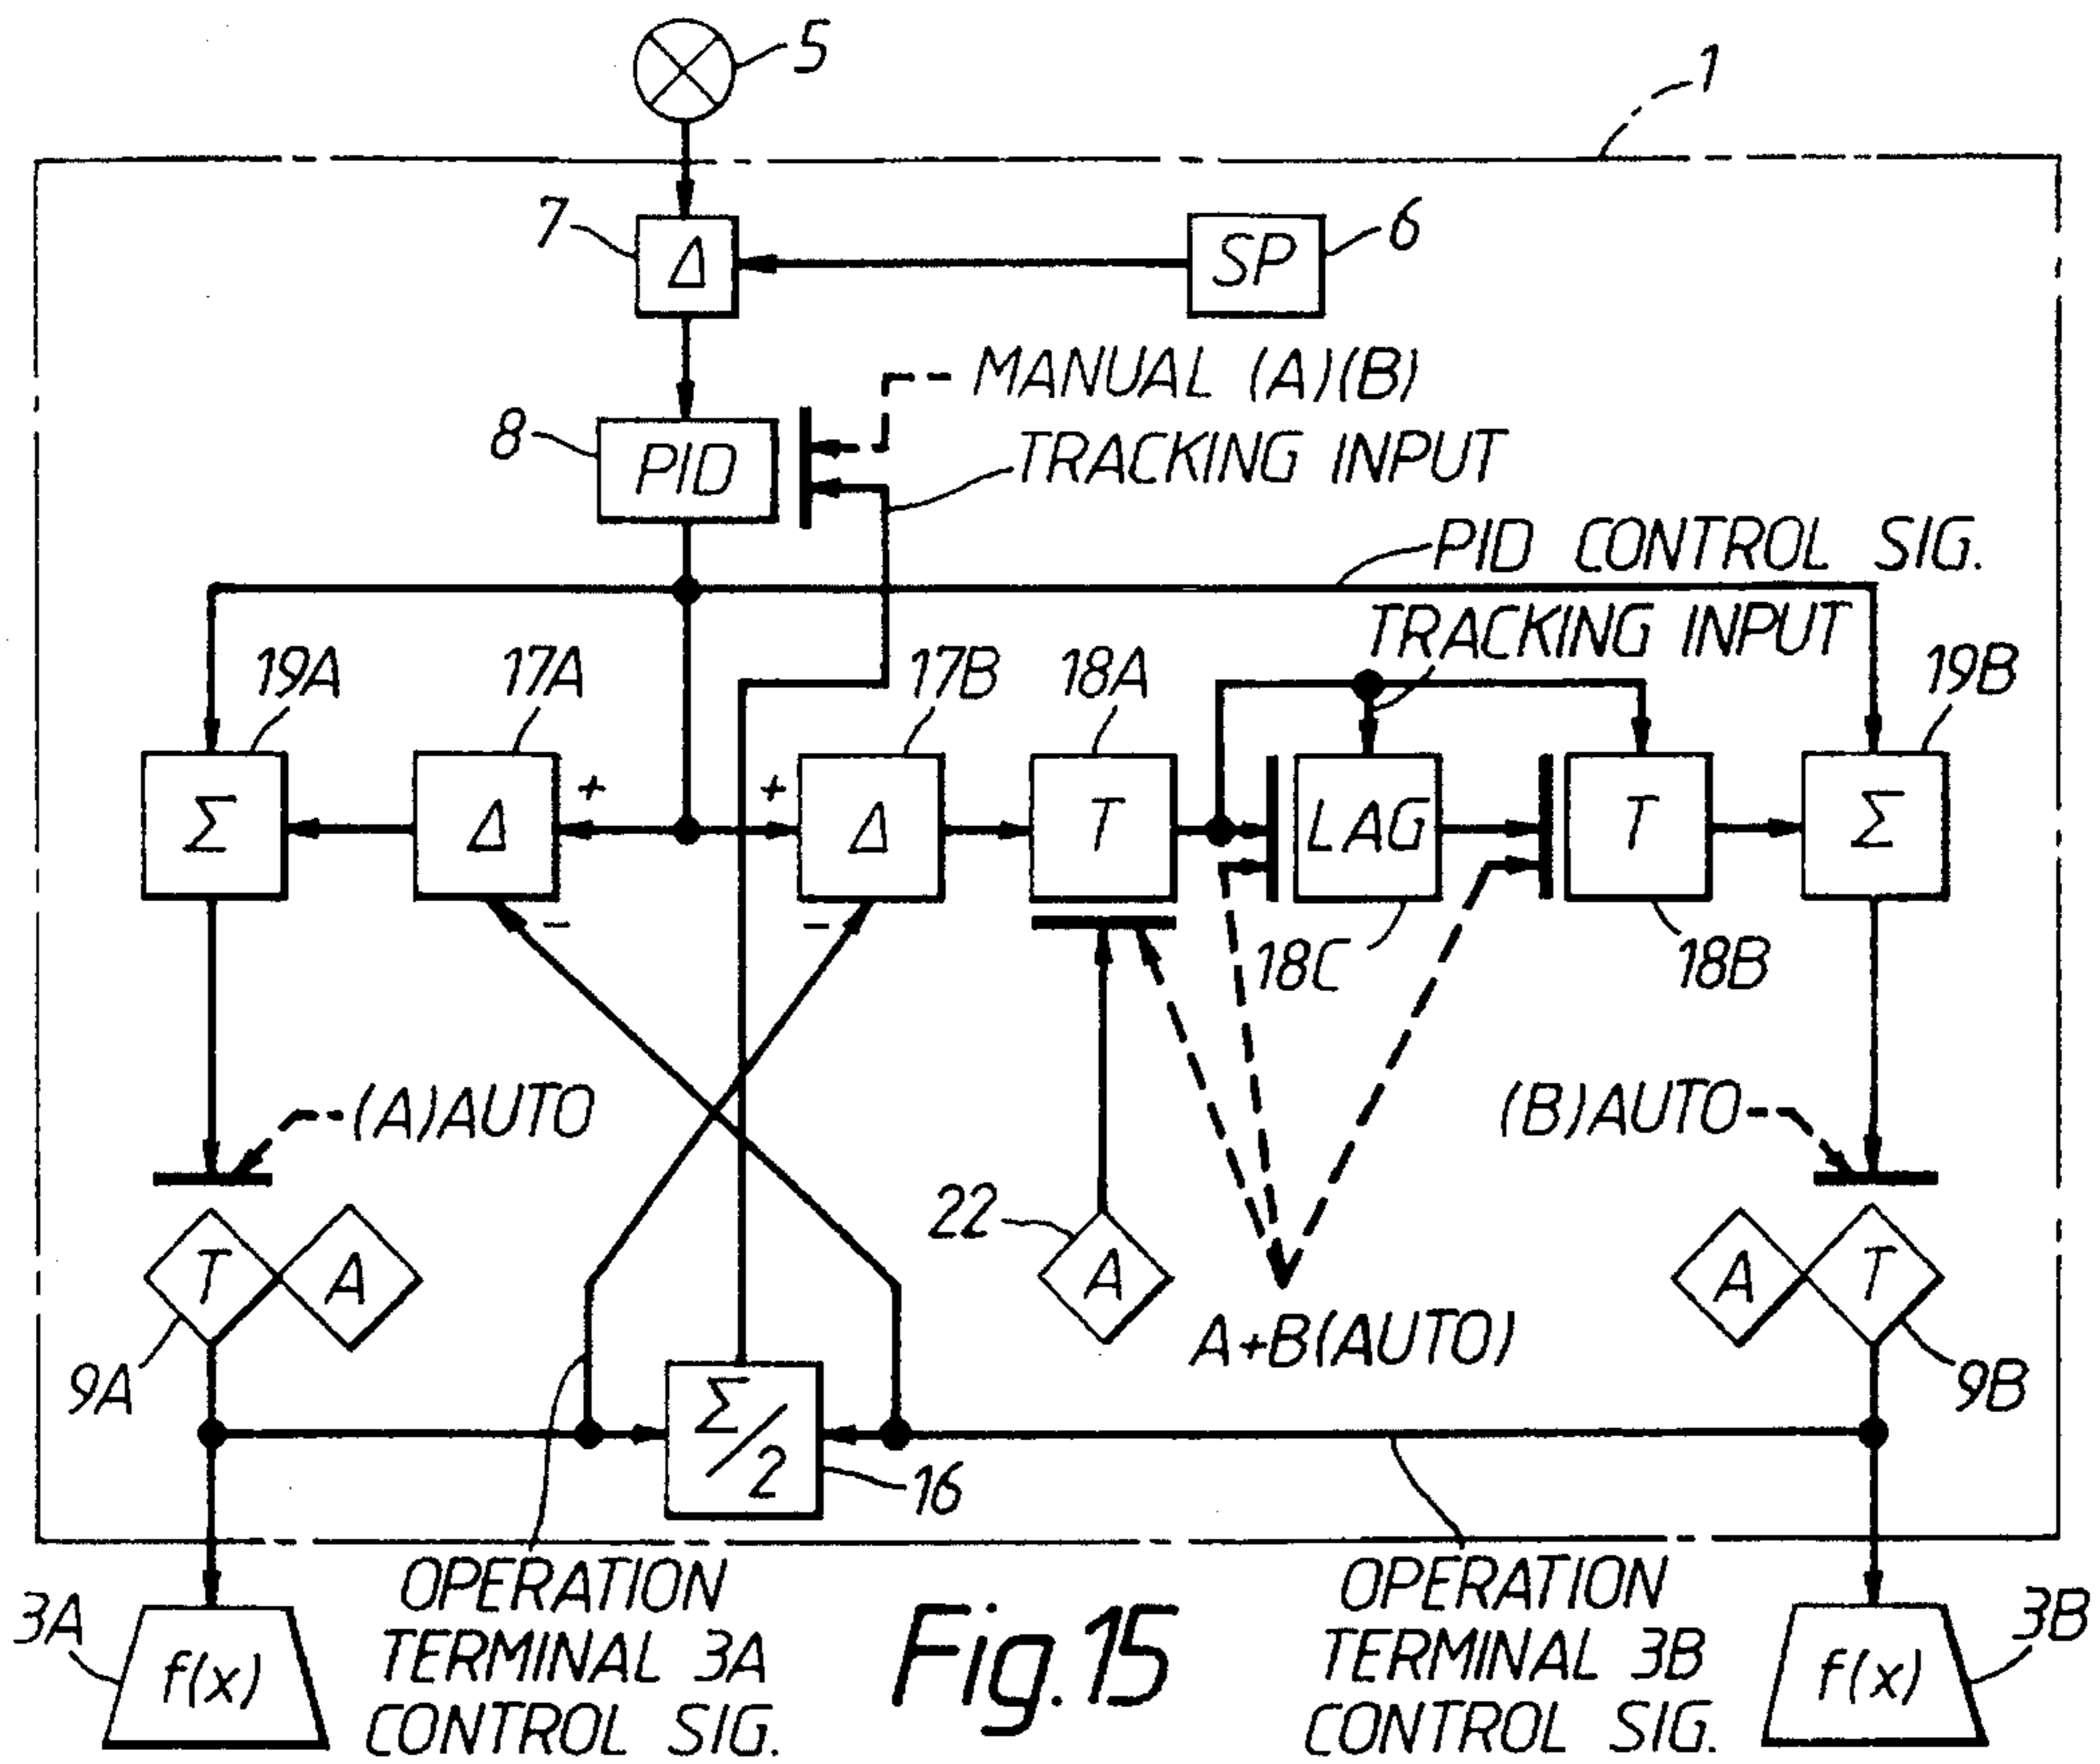 5
1
7
Δ
SP
6
MANUAL (A)(B)
8
PID
TRACKING INPUT
PID CONTROL SIG.
TRACKING INPUT
19A
17A
17B
18A
19B
Σ
Δ
+
+
Δ
T
LAG
T
Σ
-
-
18C
18B
(A)AUTO
(B)AUTO
T
A
22
A
A
T
9A
A+B(AUTO)
9B
Σ/2
16
3A
f(x)
OPERATION
TERMINAL 3A
CONTROL SIG.
Fig.15
OPERATION
TERMINAL 3B
CONTROL SIG.
f(x)
3B